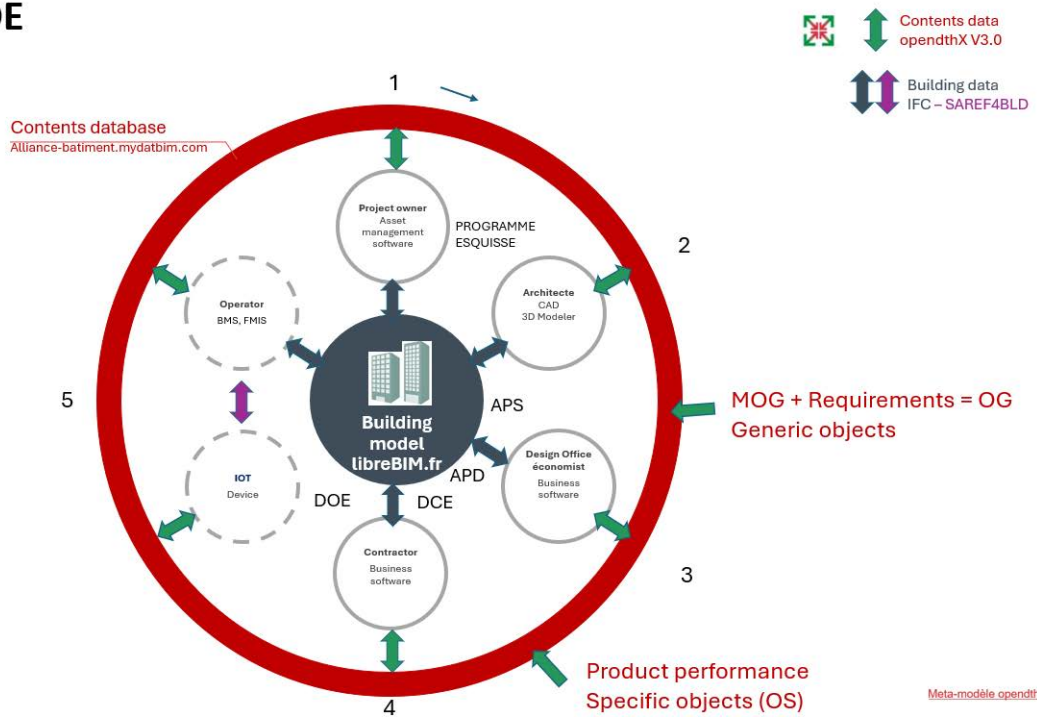 Contents data
opendthX V3.0
Building data
IFC – SAREF4BLD
1
Contents database
Alliance-batiment.mydatbim.com
Project owner
Asset
management
software
PROGRAMME
ESQUISSE
2
Architecte
CAD
3D Modeler
Operator
BMS, FMIS
5
Building
model
libreBIM.fr
APS
MOG + Requirements = OG
Generic objects
Design Office
économist
Business
software
APD
IOT
Device
DOE
DCE
Contractor
Business
software
3
Product performance
Specific objects (OS)
4
Meta-modèle opendth